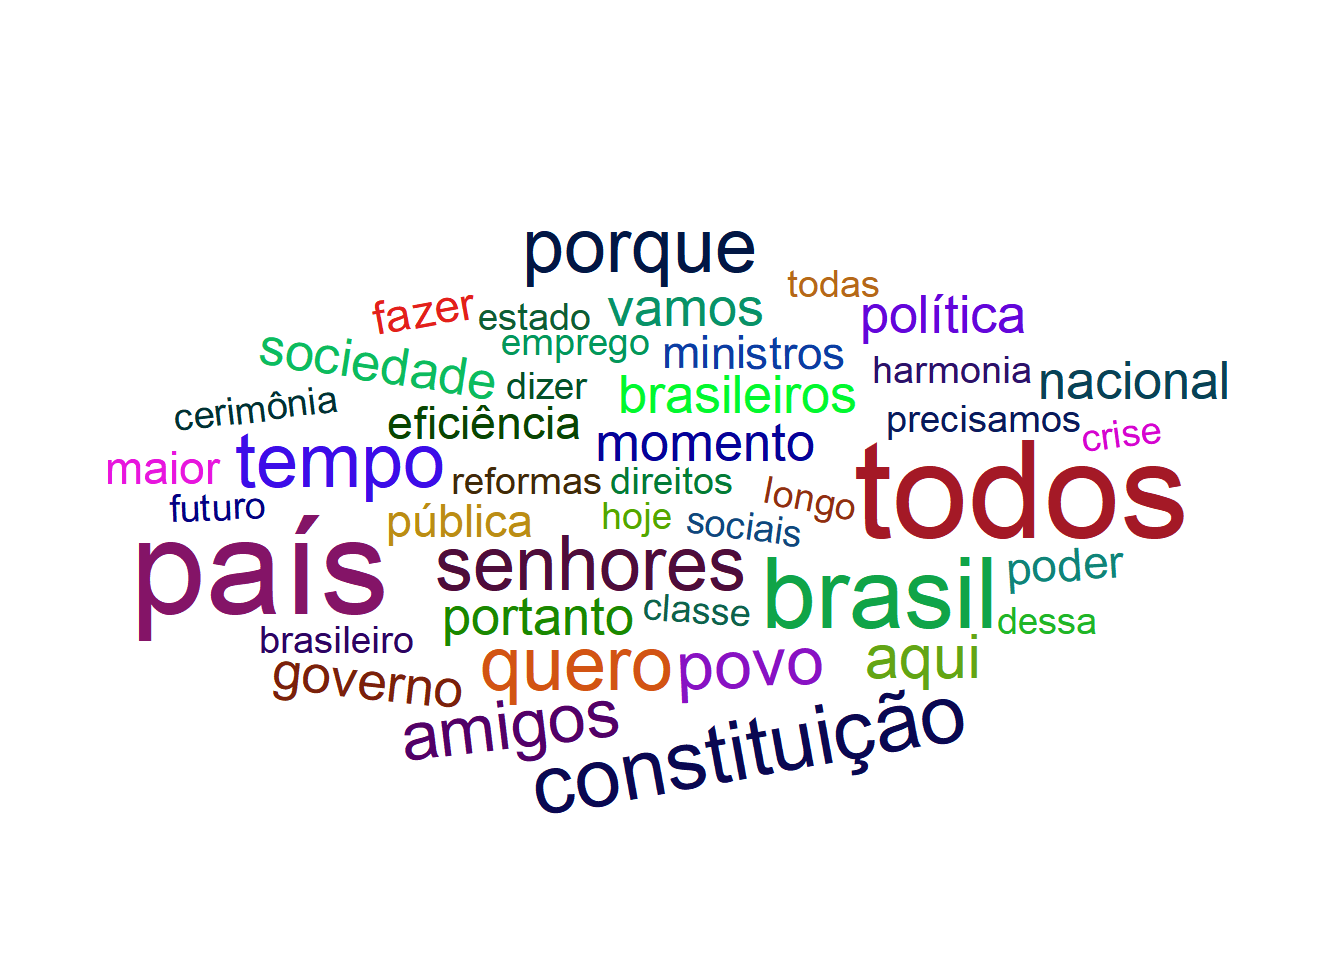 porque
todas
fazer
estado
vamos
política
sociedade
emprego
ministros
harmonia
nacional
cerimônia
dizer
brasileiros
eficiência
precisamos
crise
maior
tempo
momento
todos
reformas
direitos
longo
futuro
pública
hoje
sociais
país
senhores
brasil
poder
portanto
classe
dessa
brasileiro
governo
quero
povo
aqui
amigos
constituição